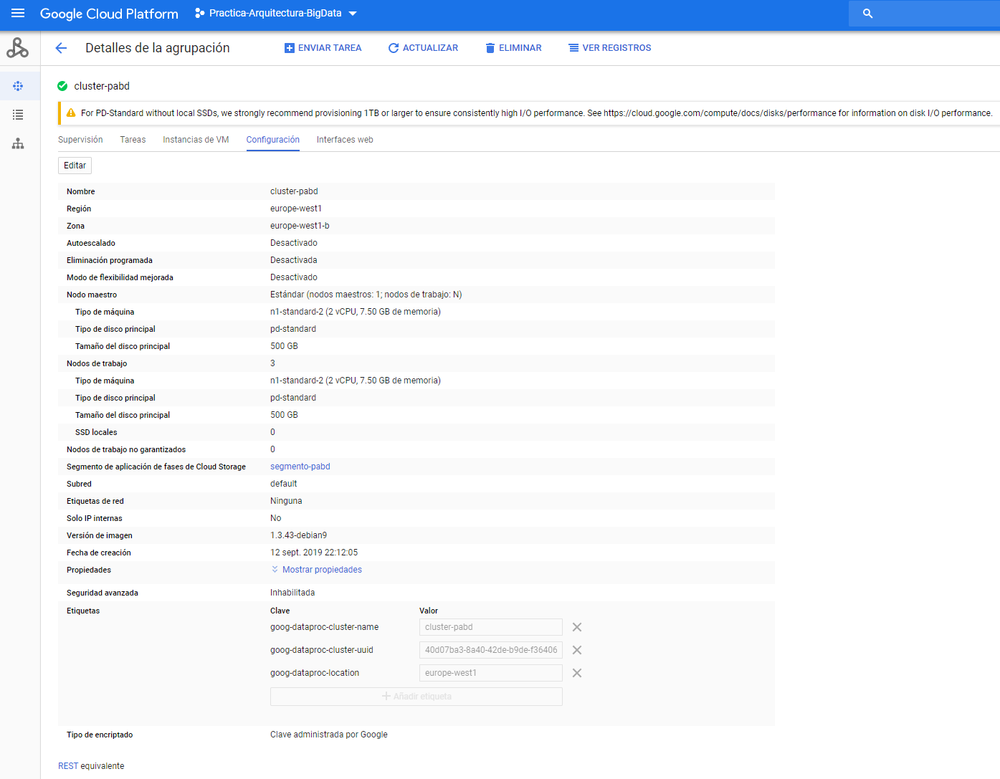 Google Cloud Platform Practica-Arquitectura-BigData
Detalles de la agrupación ENVIAR TAREA ACTUALIZAR ELIMINAR VER REGISTROS
cluster-pabd
For PD-Standard without local SSDs, we strongly recommend provisioning 1TB or larger to ensure consistently high I/O performance. See https://cloud.google.com/compute/docs/disks/performance for information on disk I/O performance.
Supervisión Tareas Instancias de VM Configuración Interfaces web
Editar
Nombre cluster-pabd
Región europe-west1
Zona europe-west1-b
Autoescalado Desactivado
Eliminación programada Desactivada
Modo de flexibilidad mejorada Desactivado
Nodo maestro Estándar (nodos maestros: 1; nodos de trabajo: N)
Tipo de máquina n1-standard-2 (2 vCPU, 7.50 GB de memoria)
Tipo de disco principal pd-standard
Tamaño del disco principal 500 GB
Nodos de trabajo 3
Tipo de máquina n1-standard-2 (2 vCPU, 7.50 GB de memoria)
Tipo de disco principal pd-standard
Tamaño del disco principal 500 GB
SSD locales 0
Nodos de trabajo no garantizados 0
Segmento de aplicación de fases de Cloud Storage segmento-pabd
Subred default
Etiquetas de red Ninguna
Solo IP internas No
Versión de imagen 1.3.43-debian9
Fecha de creación 12 sept. 2019 22:12:05
Propiedades Mostrar propiedades
Seguridad avanzada Inhabilitada
Etiquetas Clave Valor
goog-dataproc-cluster-name cluster-pabd
goog-dataproc-cluster-uuid 40d07ba3-8a40-42de-b9de-f36406
goog-dataproc-location europe-west1
Añadir etiqueta
Tipo de encriptado Clave administrada por Google
REST equivalente